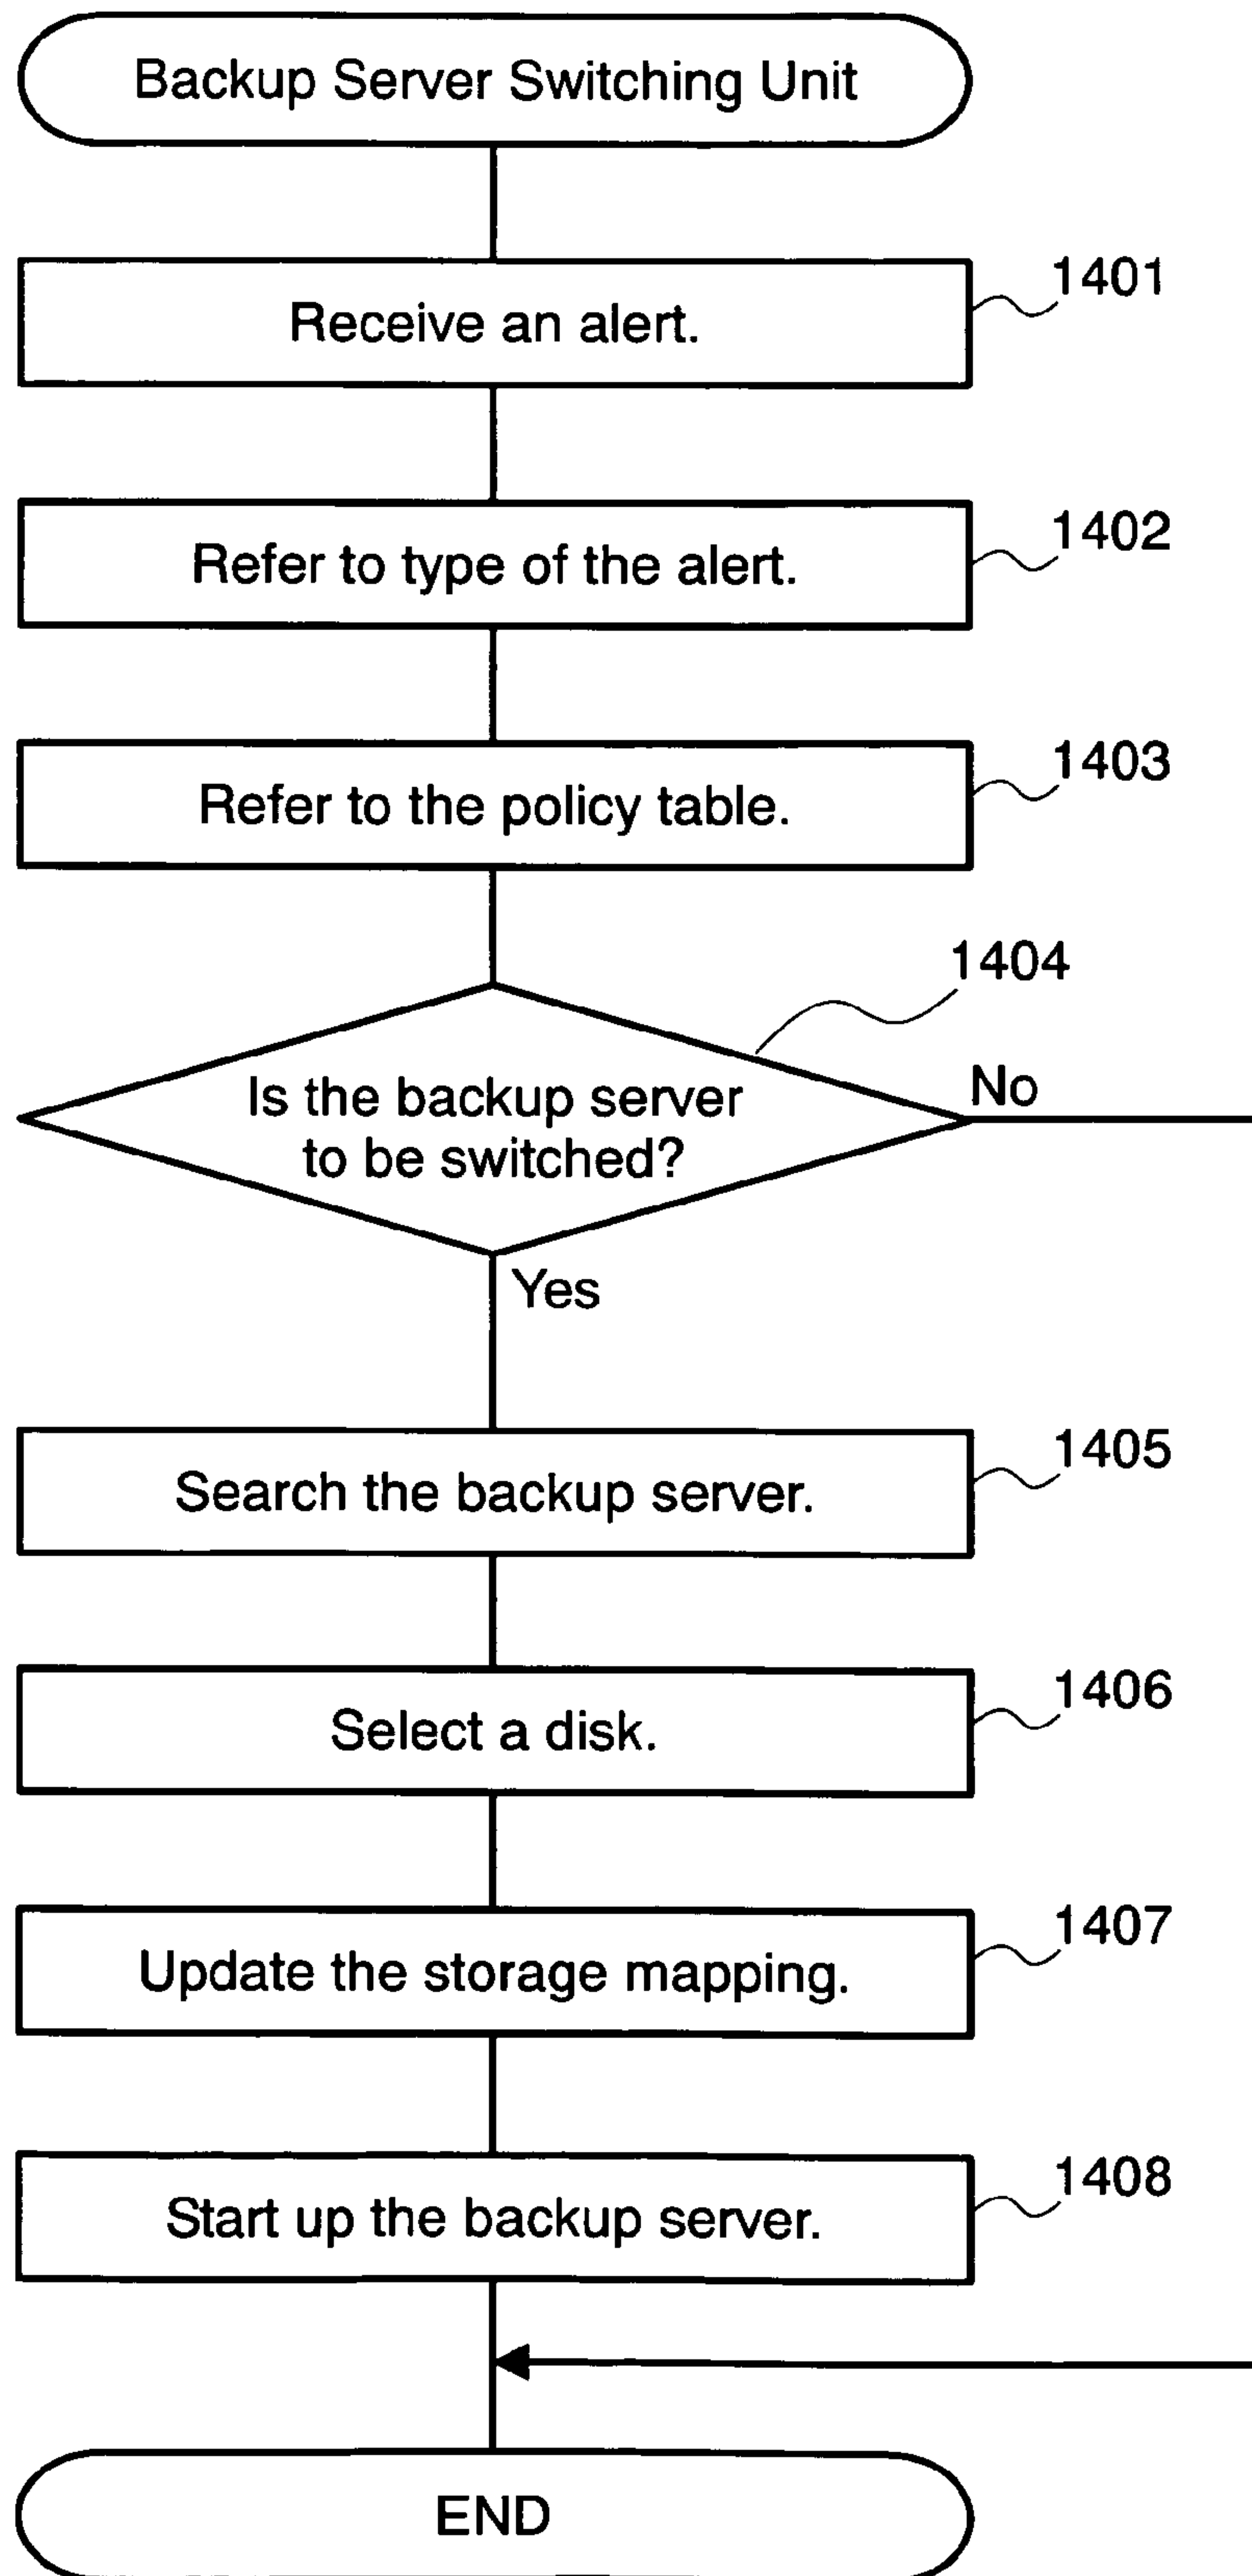 Backup Server Switching Unit
1401
Receive an alert.
1402
Refer to type of the alert.
1403
Refer to the policy table.
1404
Is the backup server
to be switched?
No
Yes
1405
Search the backup server.
1406
Select a disk.
1407
Update the storage mapping.
1408
Start up the backup server.
END